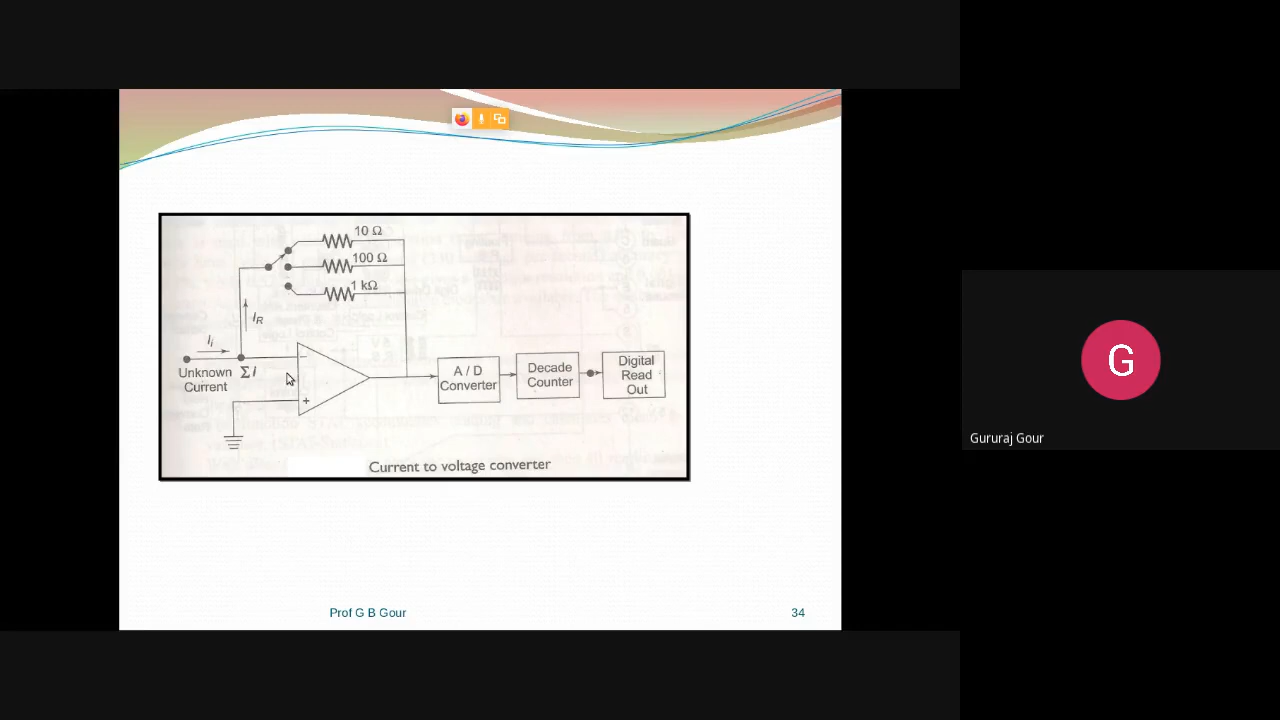 10 Ω
100 Ω
1 kΩ
I_R
I_i
Unknown
Current
Σ i
−
+
A / D
Converter
Decade
Counter
Digital
Read
Out
Current to voltage converter
Prof G B Gour
34
G
Gururaj Gour